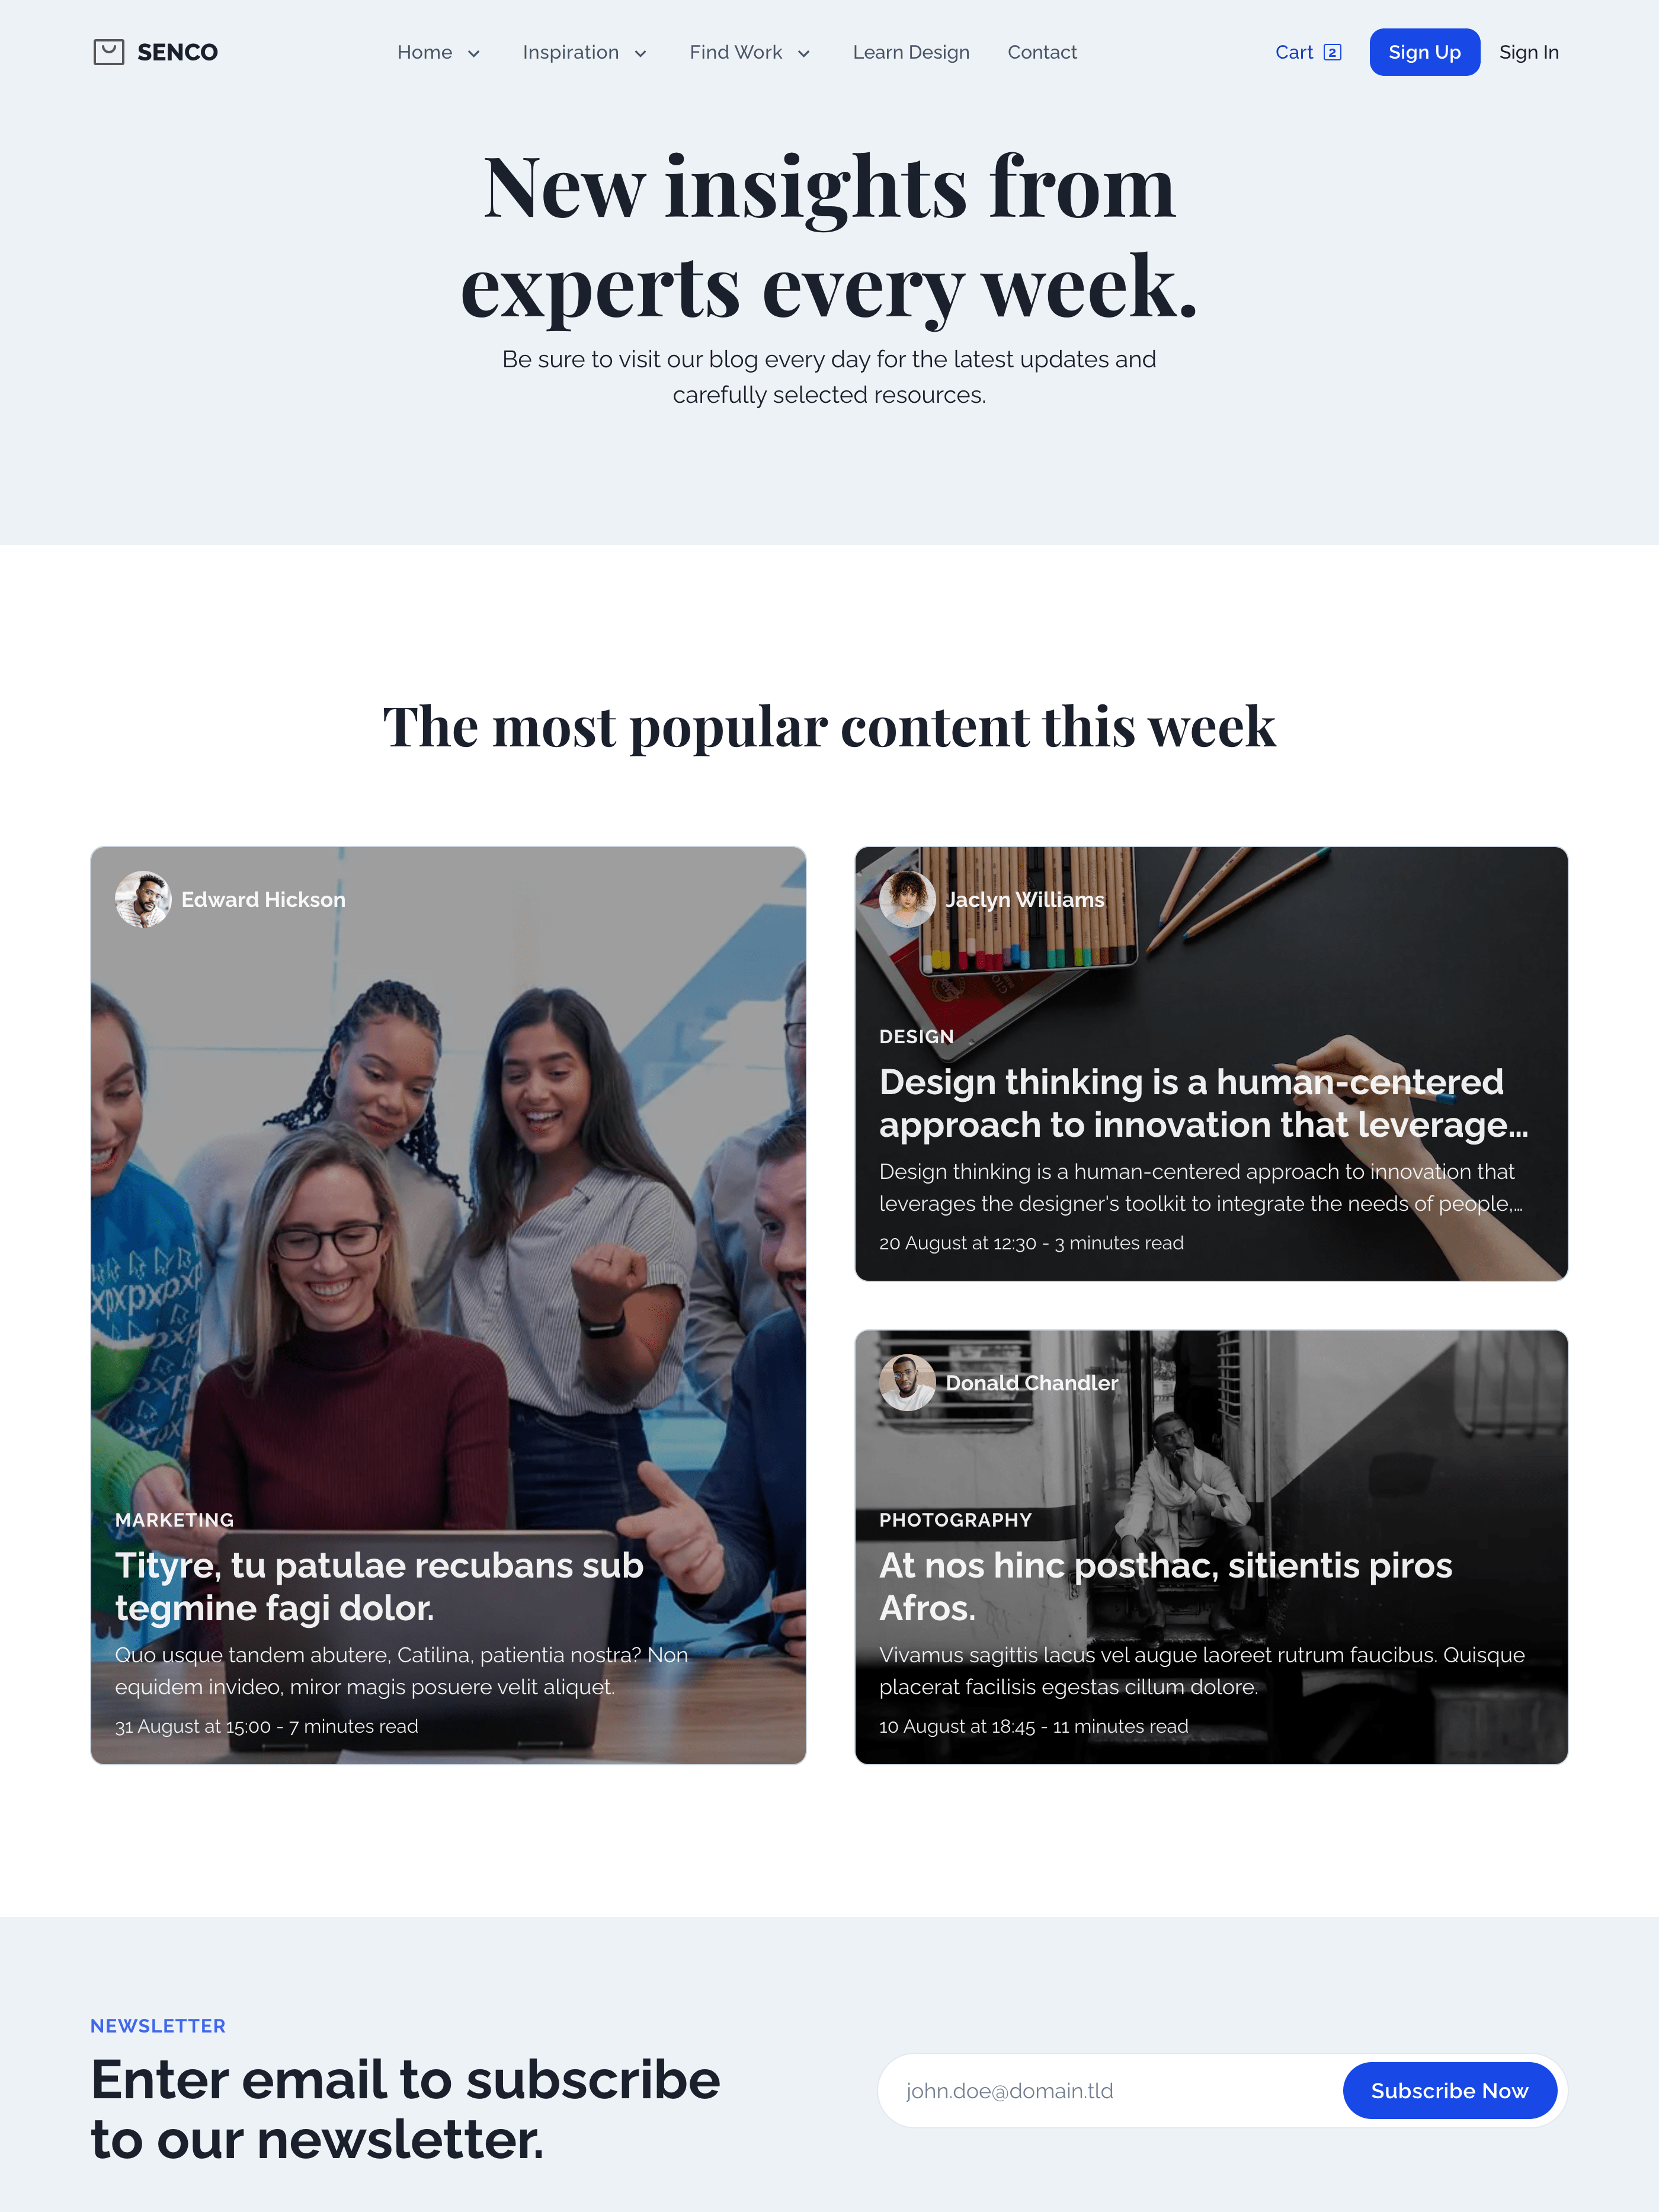 SENCO
Home
Inspiration
Find Work
Learn Design
Contact
Cart 2
Sign Up
Sign In
New insights from
experts every week.
Be sure to visit our blog every day for the latest updates and
carefully selected resources.
The most popular content this week
Edward Hickson
MARKETING
Tityre, tu patulae recubans sub
tegmine fagi dolor.
Quo usque tandem abutere, Catilina, patientia nostra? Non
equidem invideo, miror magis posuere velit aliquet.
31 August at 15:00 - 7 minutes read
Jaclyn Williams
DESIGN
Design thinking is a human-centered
approach to innovation that leverage...
Design thinking is a human-centered approach to innovation that
leverages the designer's toolkit to integrate the needs of people,...
20 August at 12:30 - 3 minutes read
Donald Chandler
PHOTOGRAPHY
At nos hinc posthac, sitientis piros
Afros.
Vivamus sagittis lacus vel augue laoreet rutrum faucibus. Quisque
placerat facilisis egestas cillum dolore.
10 August at 18:45 - 11 minutes read
NEWSLETTER
Enter email to subscribe
to our newsletter.
john.doe@domain.tld
Subscribe Now